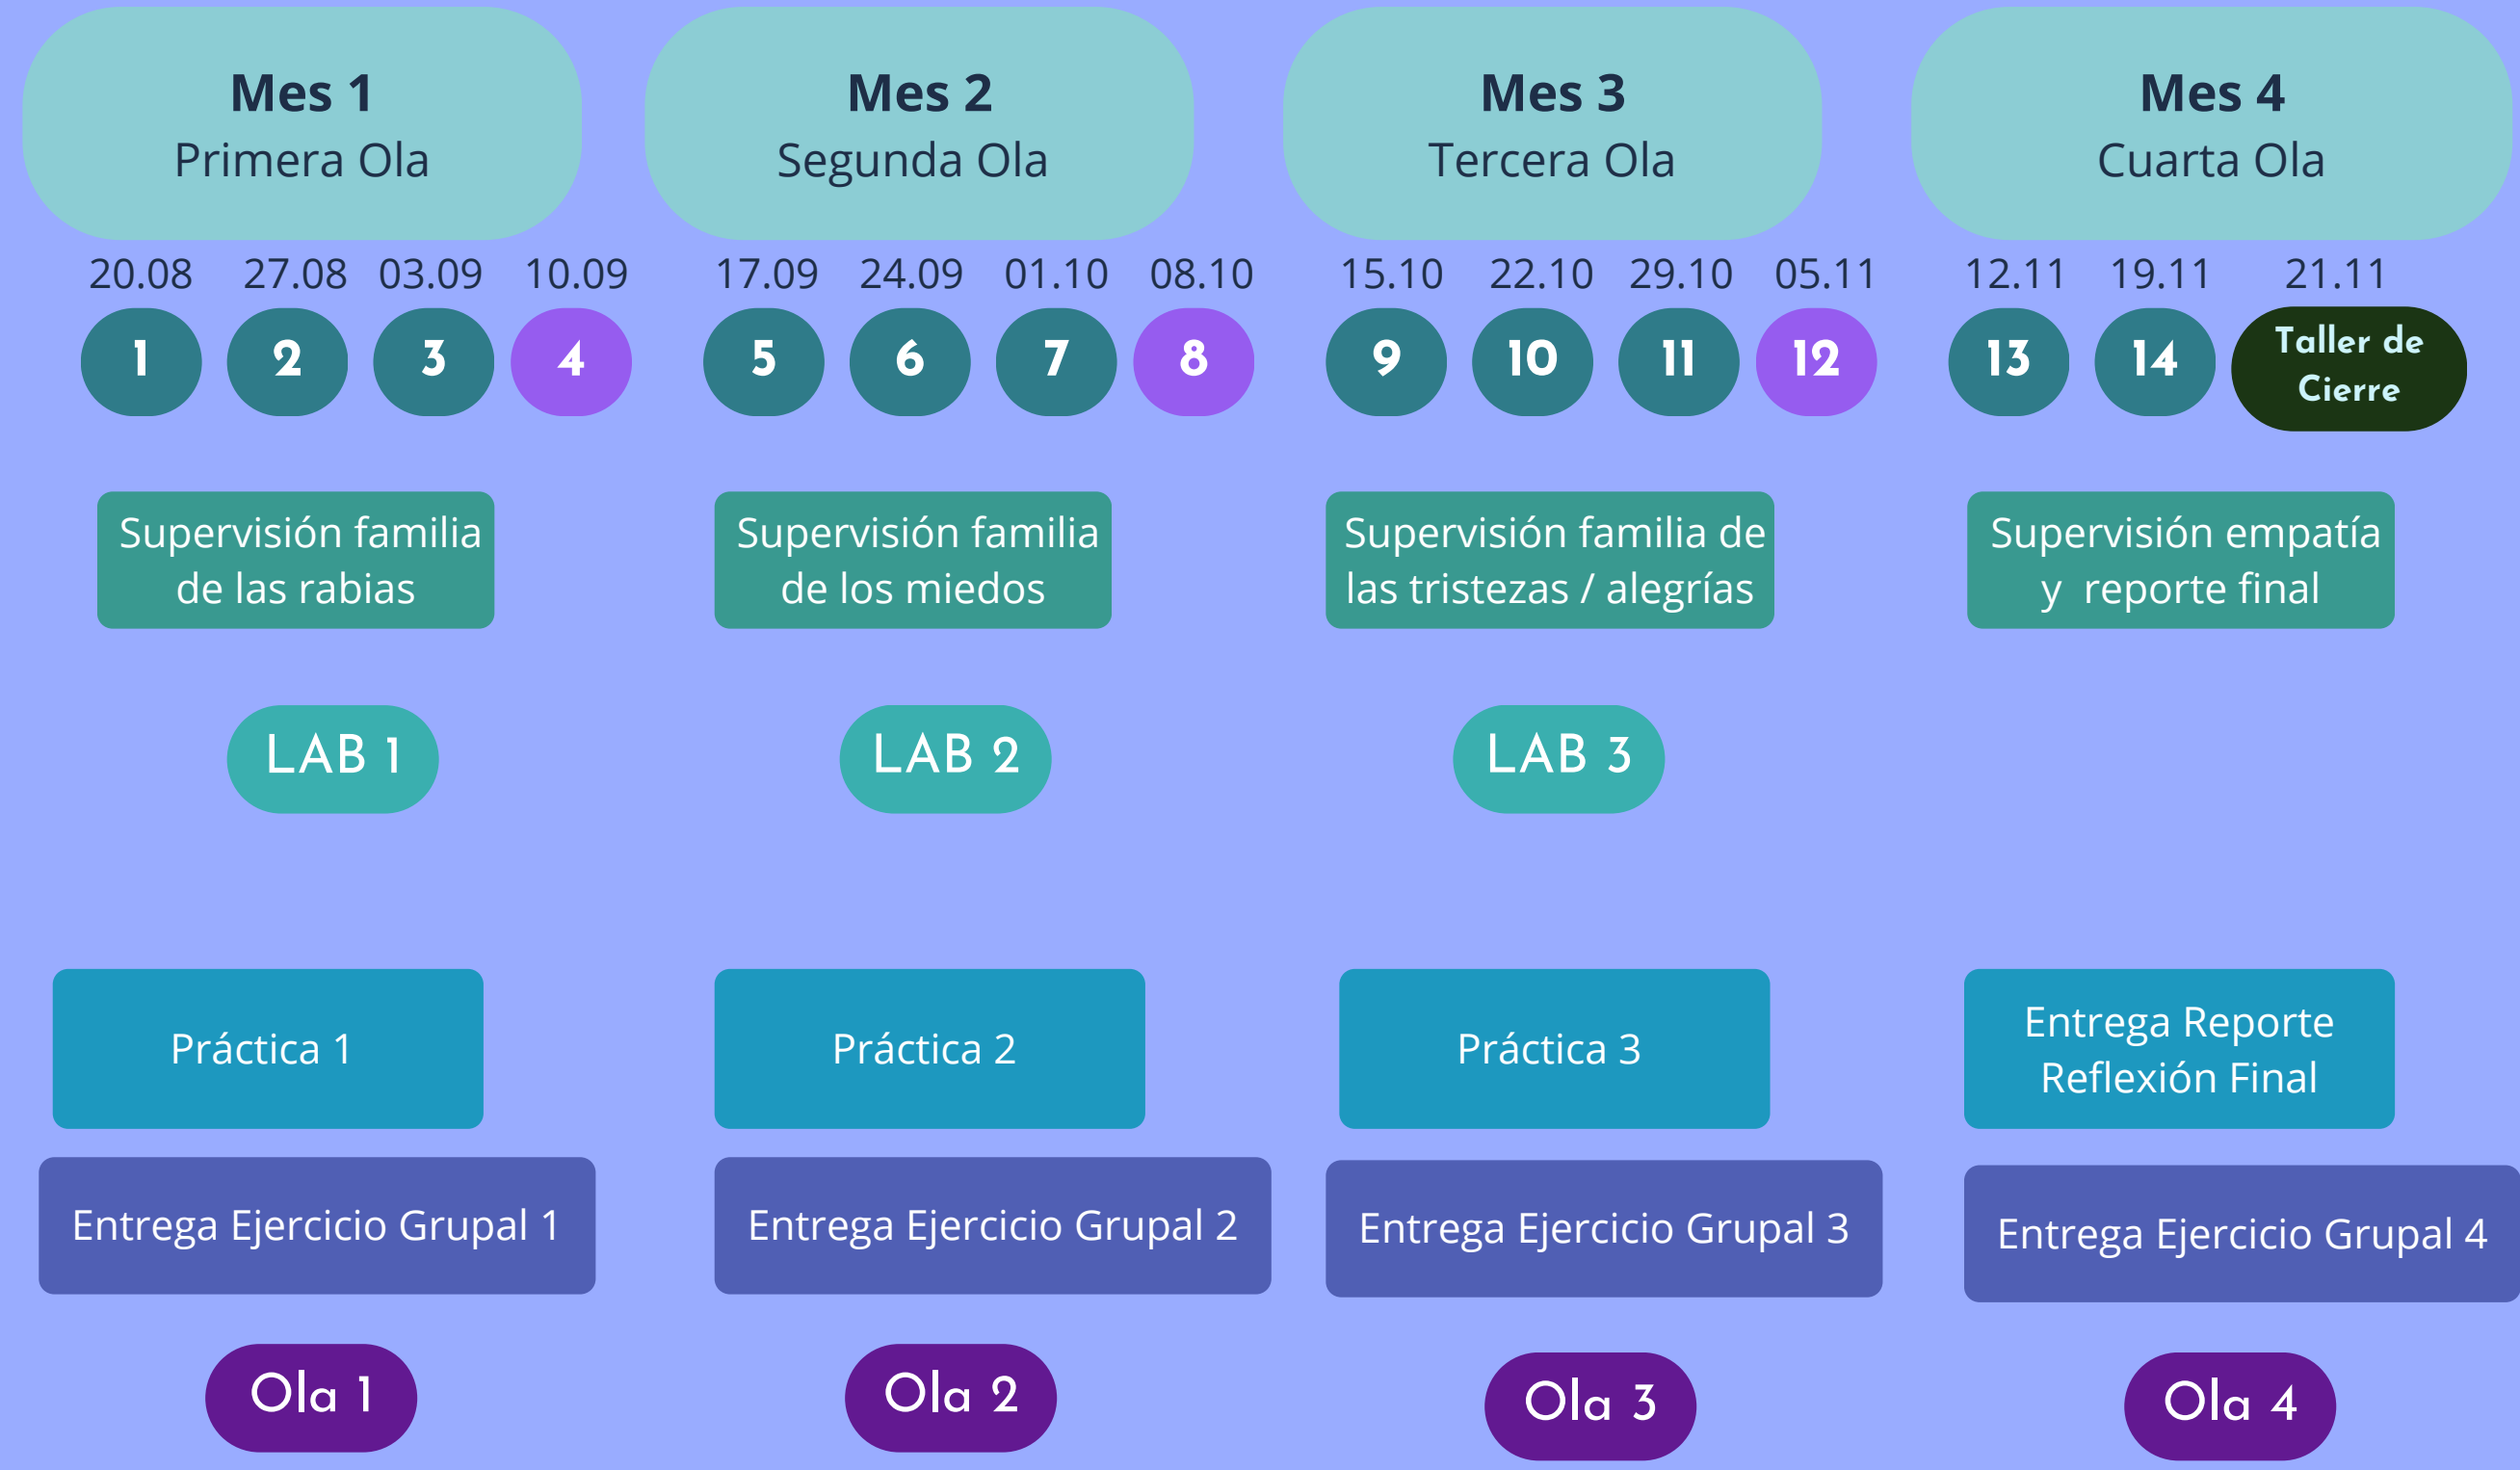 Mes 1
Primera Ola
Mes 2
Segunda Ola
Mes 3
Tercera Ola
Mes 4
Cuarta Ola
20.08 27.08 03.09 10.09 17.09 24.09 01.10 08.10 15.10 22.10 29.10 05.11 12.11 19.11 21.11
1 2 3 4 5 6 7 8 9 10 11 12 13 14
Taller de
Cierre
Supervisión familia
de las rabias
Supervisión familia
de los miedos
Supervisión familia de
las tristezas / alegrías
Supervisión empatía
y reporte final
LAB 1
LAB 2
LAB 3
Práctica 1
Práctica 2
Práctica 3
Entrega Reporte
Reflexión Final
Entrega Ejercicio Grupal 1
Entrega Ejercicio Grupal 2
Entrega Ejercicio Grupal 3
Entrega Ejercicio Grupal 4
Ola 1
Ola 2
Ola 3
Ola 4